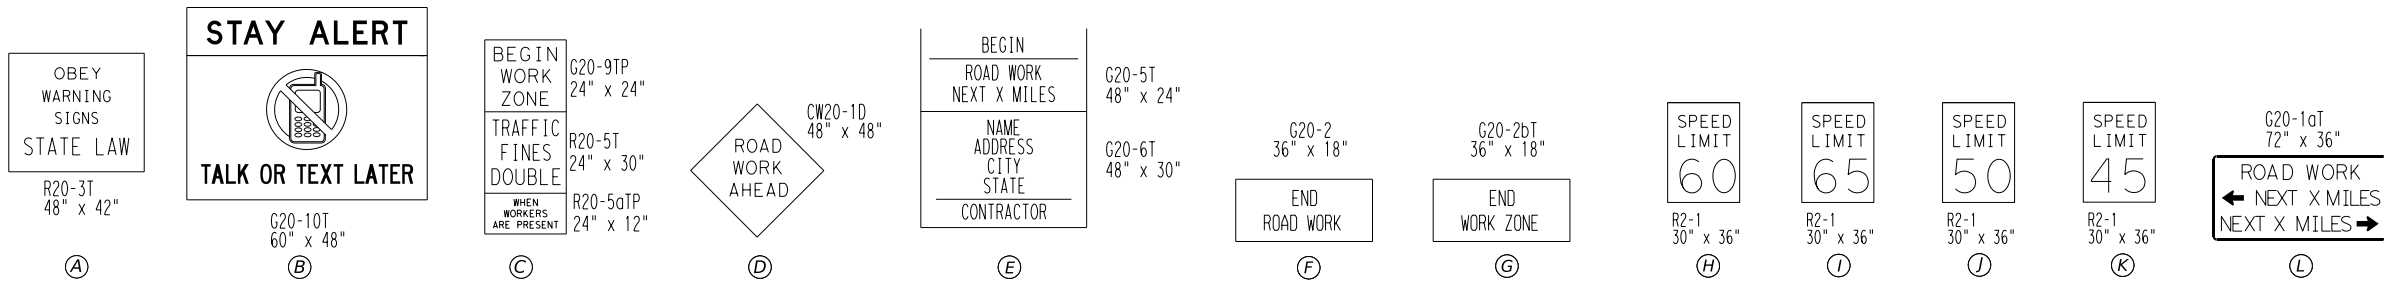 OBEY
WARNING
SIGNS
STATE LAW
R20-3T
48" x 42"
A
STAY ALERT
TALK OR TEXT LATER
G20-10T
60" x 48"
B
BEGIN
WORK
ZONE
G20-9TP
24" x 24"
TRAFFIC
FINES
DOUBLE
R20-5T
24" x 30"
WHEN
WORKERS
ARE PRESENT
R20-5aTP
24" x 12"
C
ROAD
WORK
AHEAD
CW20-1D
48" x 48"
D
BEGIN
ROAD WORK
NEXT X MILES
G20-5T
48" x 24"
NAME
ADDRESS
CITY
STATE
CONTRACTOR
G20-6T
48" x 30"
E
G20-2
36" x 18"
END
ROAD WORK
F
G20-2bT
36" x 18"
END
WORK ZONE
G
SPEED
LIMIT
60
R2-1
30" x 36"
H
SPEED
LIMIT
65
R2-1
30" x 36"
I
SPEED
LIMIT
50
R2-1
30" x 36"
J
SPEED
LIMIT
45
R2-1
30" x 36"
K
G20-1aT
72" x 36"
ROAD WORK
← NEXT X MILES
NEXT X MILES →
L